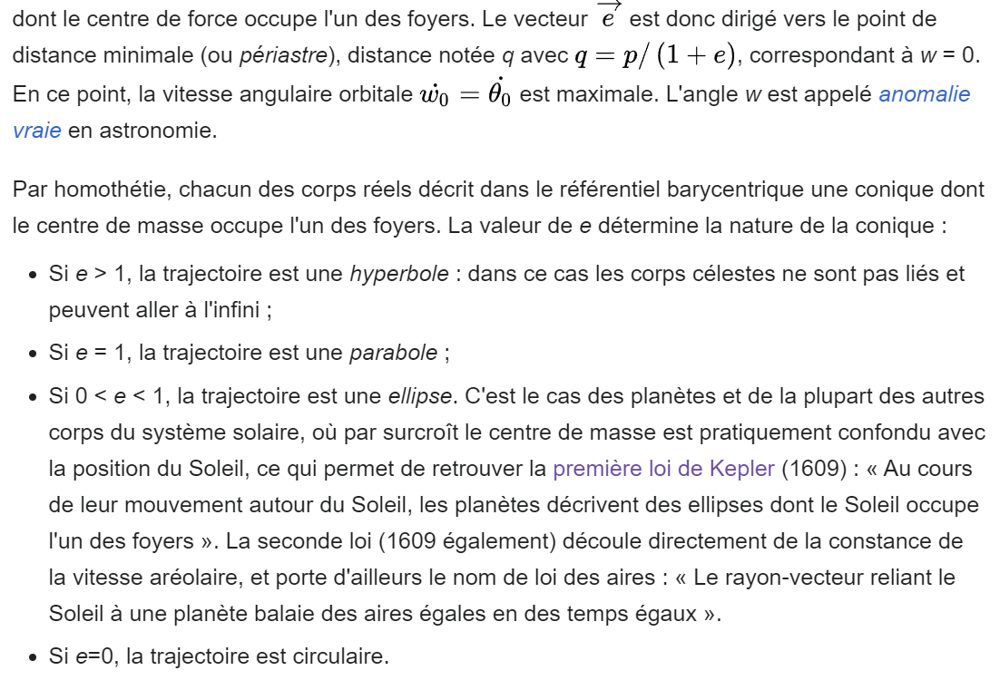 dont le centre de force occupe l'un des foyers. Le vecteur $\overrightarrow{e}$ est donc dirigé vers le point de
distance minimale (ou périastre), distance notée q avec $q = p/(1+e)$, correspondant à w = 0.
En ce point, la vitesse angulaire orbitale $\dot{w_0} = \dot{\theta_0}$ est maximale. L'angle w est appelé anomalie
vraie en astronomie.
Par homothétie, chacun des corps réels décrit dans le référentiel barycentrique une conique dont
le centre de masse occupe l'un des foyers. La valeur de e détermine la nature de la conique :
• Si e > 1, la trajectoire est une hyperbole : dans ce cas les corps célestes ne sont pas liés et
peuvent aller à l'infini ;
• Si e = 1, la trajectoire est une parabole ;
• Si 0 < e < 1, la trajectoire est une ellipse. C'est le cas des planètes et de la plupart des autres
corps du système solaire, où par surcroît le centre de masse est pratiquement confondu avec
la position du Soleil, ce qui permet de retrouver la première loi de Kepler (1609) : « Au cours
de leur mouvement autour du Soleil, les planètes décrivent des ellipses dont le Soleil occupe
l'un des foyers ». La seconde loi (1609 également) découle directement de la constance de
la vitesse aréolaire, et porte d'ailleurs le nom de loi des aires : « Le rayon-vecteur reliant le
Soleil à une planète balaie des aires égales en des temps égaux ».
• Si e=0, la trajectoire est circulaire.